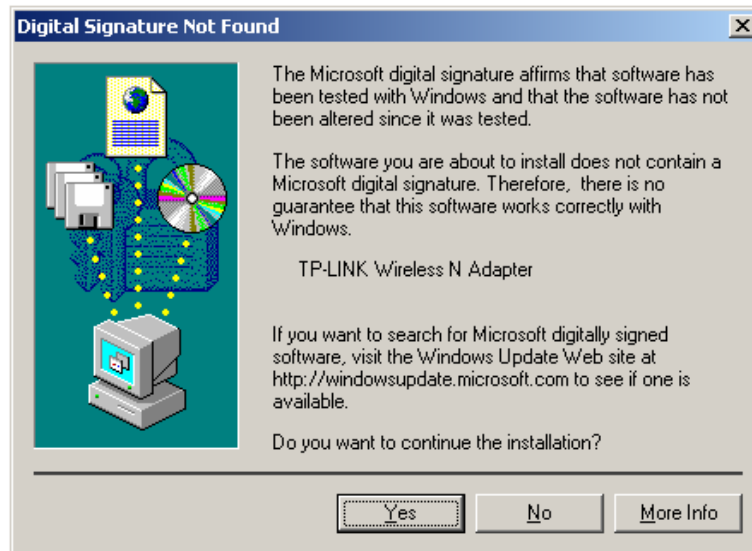 Digital Signature Not Found
The Microsoft digital signature affirms that software has
been tested with Windows and that the software has not
been altered since it was tested.
The software you are about to install does not contain a
Microsoft digital signature. Therefore,  there is no
guarantee that this software works correctly with
Windows.
TP-LINK Wireless N Adapter
If you want to search for Microsoft digitally signed
software, visit the Windows Update Web site at
http://windowsupdate.microsoft.com to see if one is
available.
Do you want to continue the installation?
Yes
No
More Info